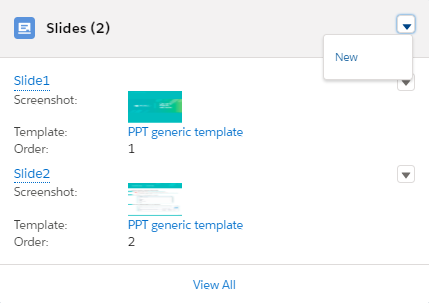 Slides (2)
New
Slide1
Screenshot:
Template: PPT generic template
Order: 1
Slide2
Screenshot:
Template: PPT generic template
Order: 2
View All